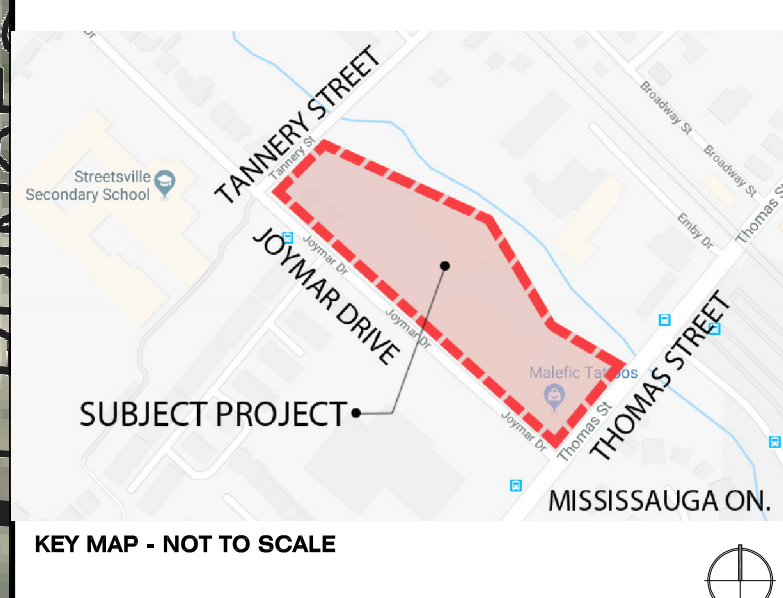 Dr
TANNERY STREET
Tannery St
Broadway St
Broadway St
Streetsville
Secondary School
Thomas S
Emby Dr
JOYMAR DRIVE
Joymar Dr
Joymar Dr
THOMAS STREET
Malefic Tattoos
SUBJECT PROJECT
Joymar Dr
Thomas St
MISSISSAUGA ON.
KEY MAP - NOT TO SCALE